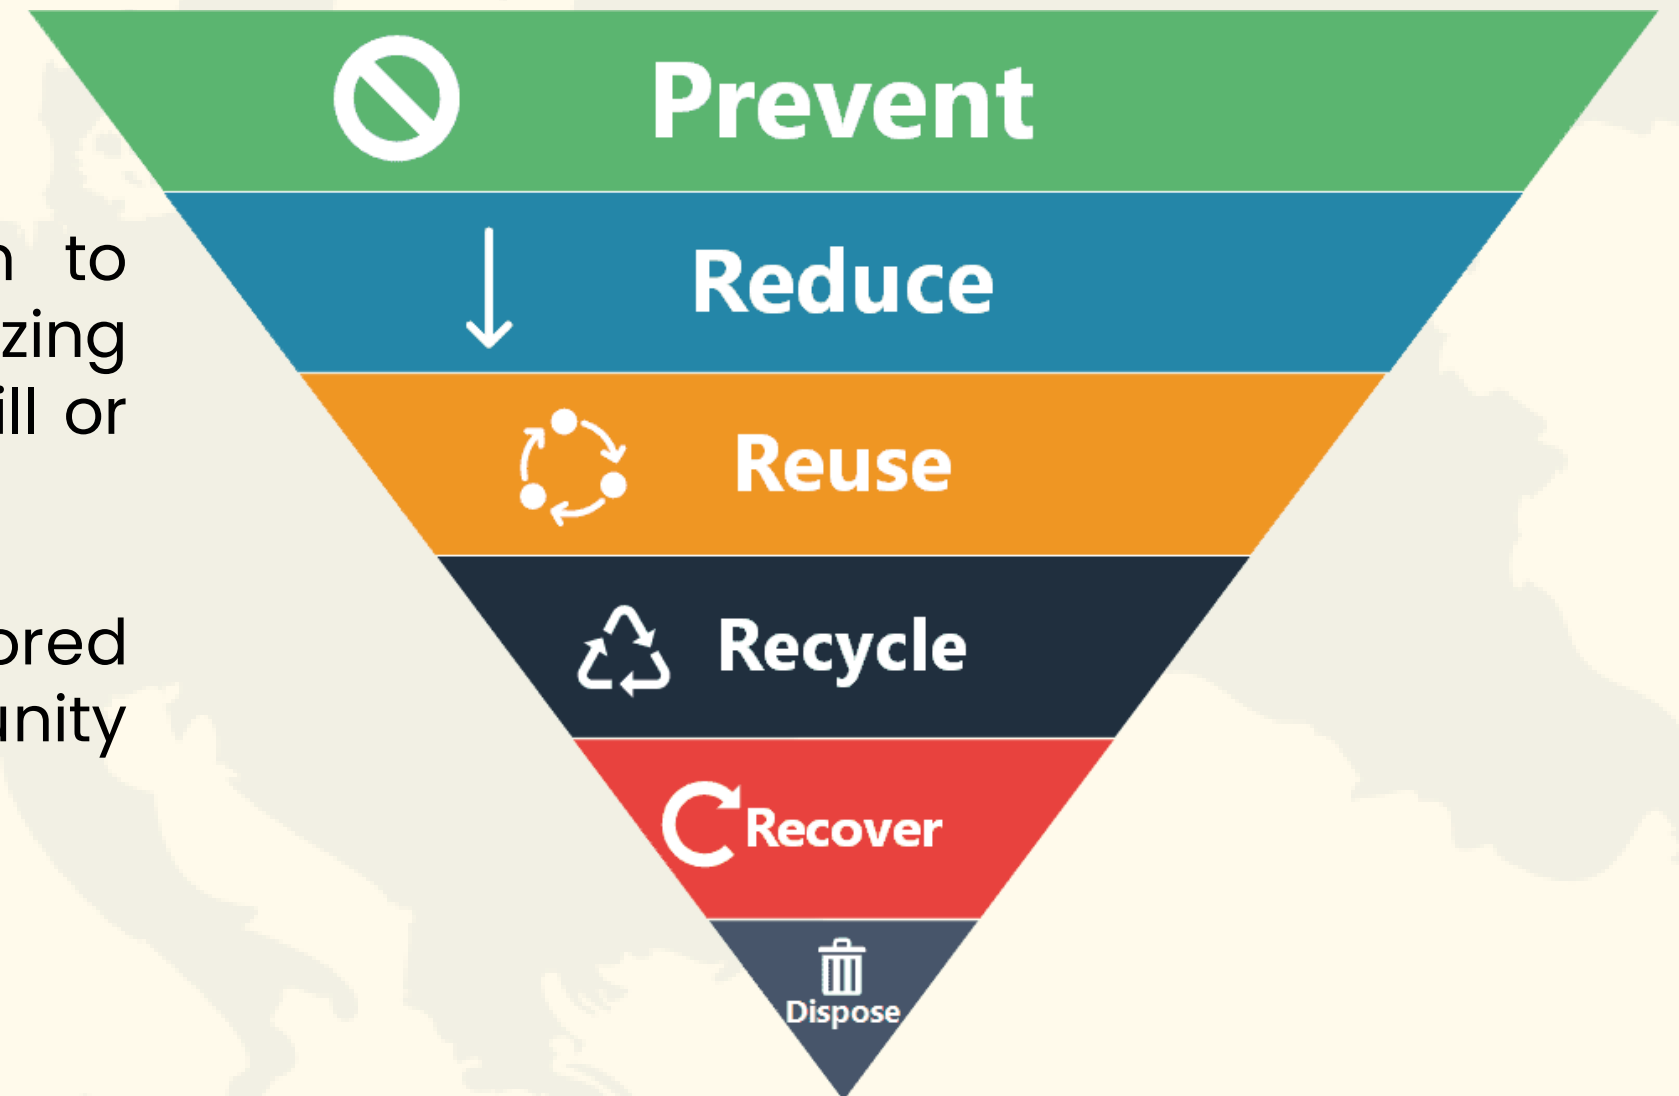 Prevent
Reduce
Reuse
Recycle
Recover
Dispose
to
zing
ill or
ored
unity